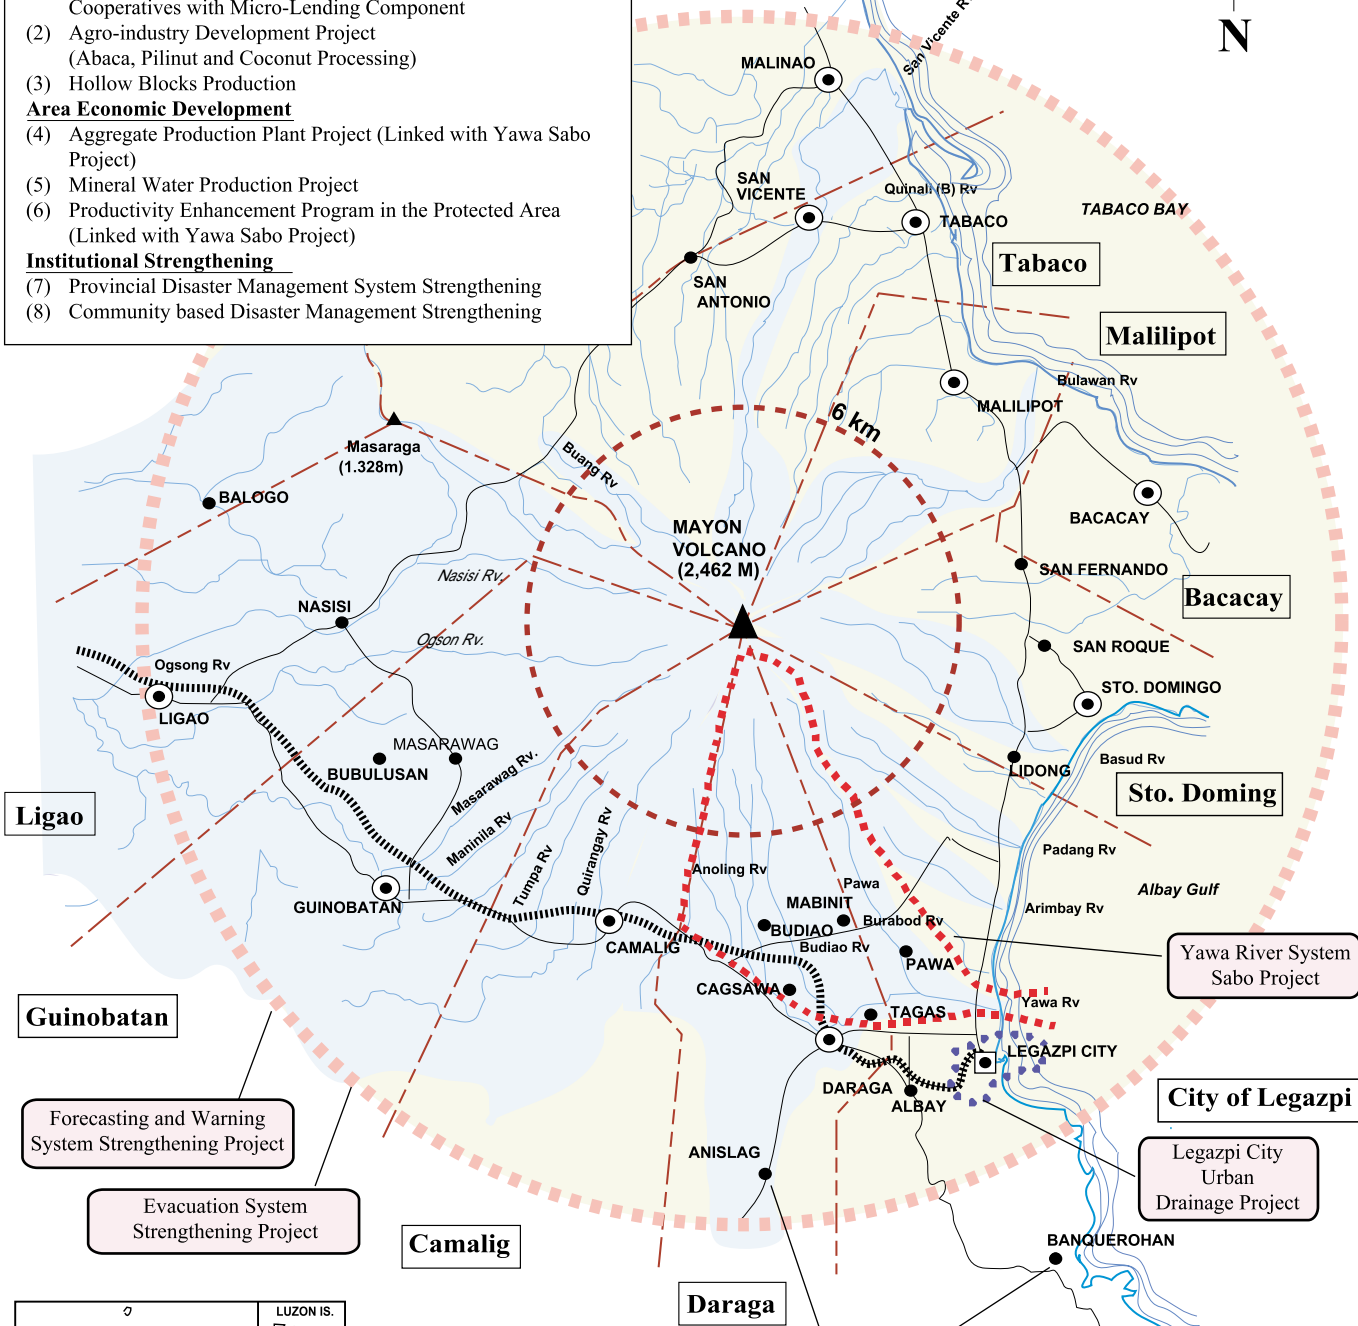 Cooperatives with Micro-Lending Component
(2) Agro-industry Development Project
(Abaca, Pilinut and Coconut Processing)
(3) Hollow Blocks Production
Area Economic Development
(4) Aggregate Production Plant Project (Linked with Yawa Sabo
Project)
(5) Mineral Water Production Project
(6) Productivity Enhancement Program in the Protected Area
(Linked with Yawa Sabo Project)
Institutional Strengthening
(7) Provincial Disaster Management System Strengthening
(8) Community based Disaster Management Strengthening
San Vicente R
N
MALINAO
SAN
VICENTE
Quinali (B) Rv
TABACO
TABACO BAY
Tabaco
SAN
ANTONIO
Malilipot
Bulawan Rv
MALILIPOT
6 km
Masaraga
(1.328m)
Buang Rv
BALOGO
BACACAY
MAYON
VOLCANO
(2,462 M)
SAN FERNANDO
Nasisi Rv.
NASISI
Bacacay
Ogson Rv.
SAN ROQUE
Ogsong Rv
STO. DOMINGO
LIGAO
MASARAWAG
BUBULUSAN
Masarawag Rv.
LIDONG
Basud Rv
Sto. Doming
Ligao
Maninila Rv
Tumpa Rv
Quirangay Rv
Padang Rv
Anoling Rv
Pawa
Albay Gulf
MABINIT
GUINOBATAN
Arimbay Rv
BUDIAO
Burabod Rv
CAMALIG
Budiao Rv
PAWA
Yawa River System
Sabo Project
CAGSAWA
Yawa Rv
TAGAS
Guinobatan
LEGAZPI CITY
DARAGA
ALBAY
City of Legazpi
Forecasting and Warning
System Strengthening Project
ANISLAG
Legazpi City
Urban
Drainage Project
Evacuation System
Strengthening Project
Camalig
BANQUEROHAN
Daraga
LUZON IS.